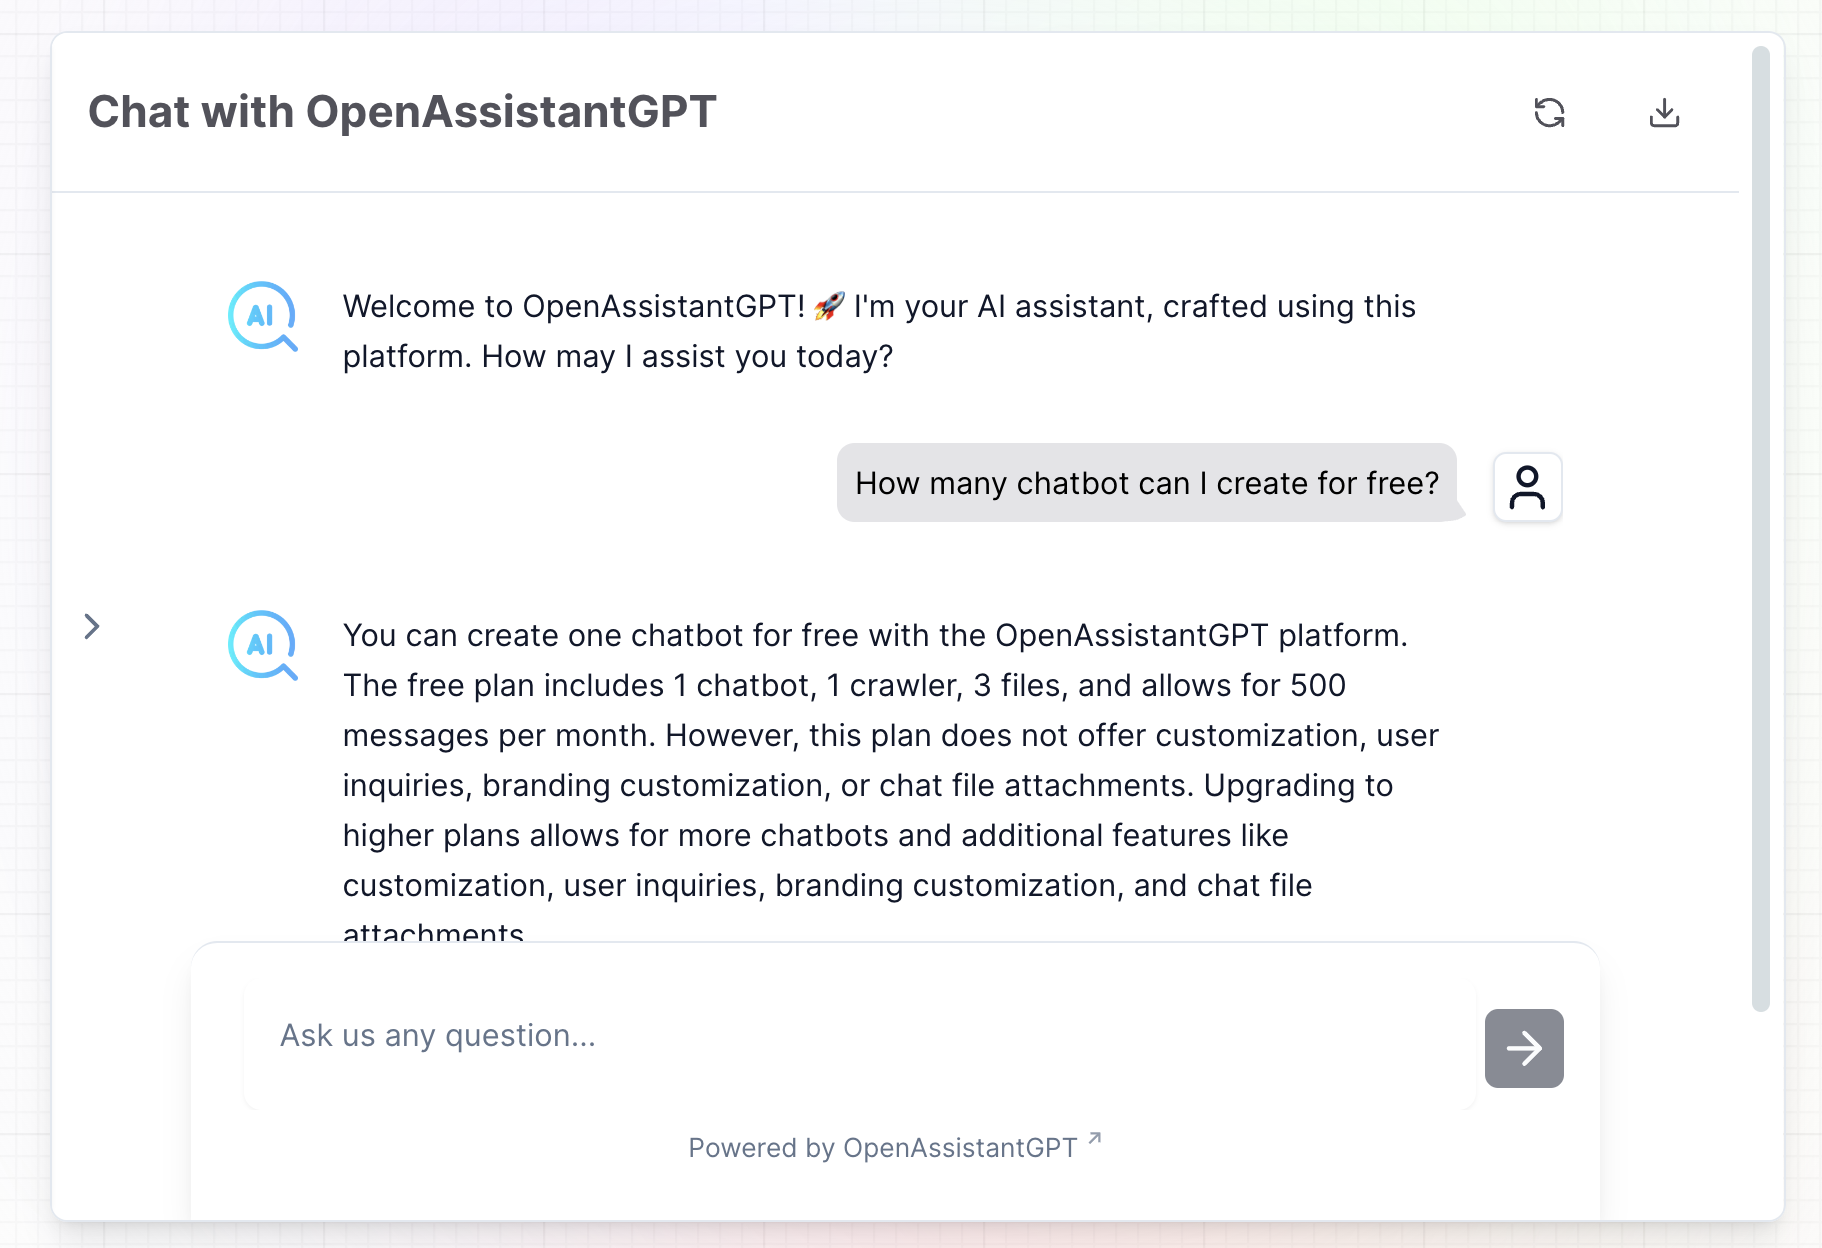 Chat with OpenAssistantGPT
AI
Welcome to OpenAssistantGPT! 🚀 I'm your AI assistant, crafted using this
platform. How may I assist you today?
How many chatbot can I create for free?
AI
You can create one chatbot for free with the OpenAssistantGPT platform.
The free plan includes 1 chatbot, 1 crawler, 3 files, and allows for 500
messages per month. However, this plan does not offer customization, user
inquiries, branding customization, or chat file attachments. Upgrading to
higher plans allows for more chatbots and additional features like
customization, user inquiries, branding customization, and chat file
attachments.
Ask us any question...
Powered by OpenAssistantGPT ↗